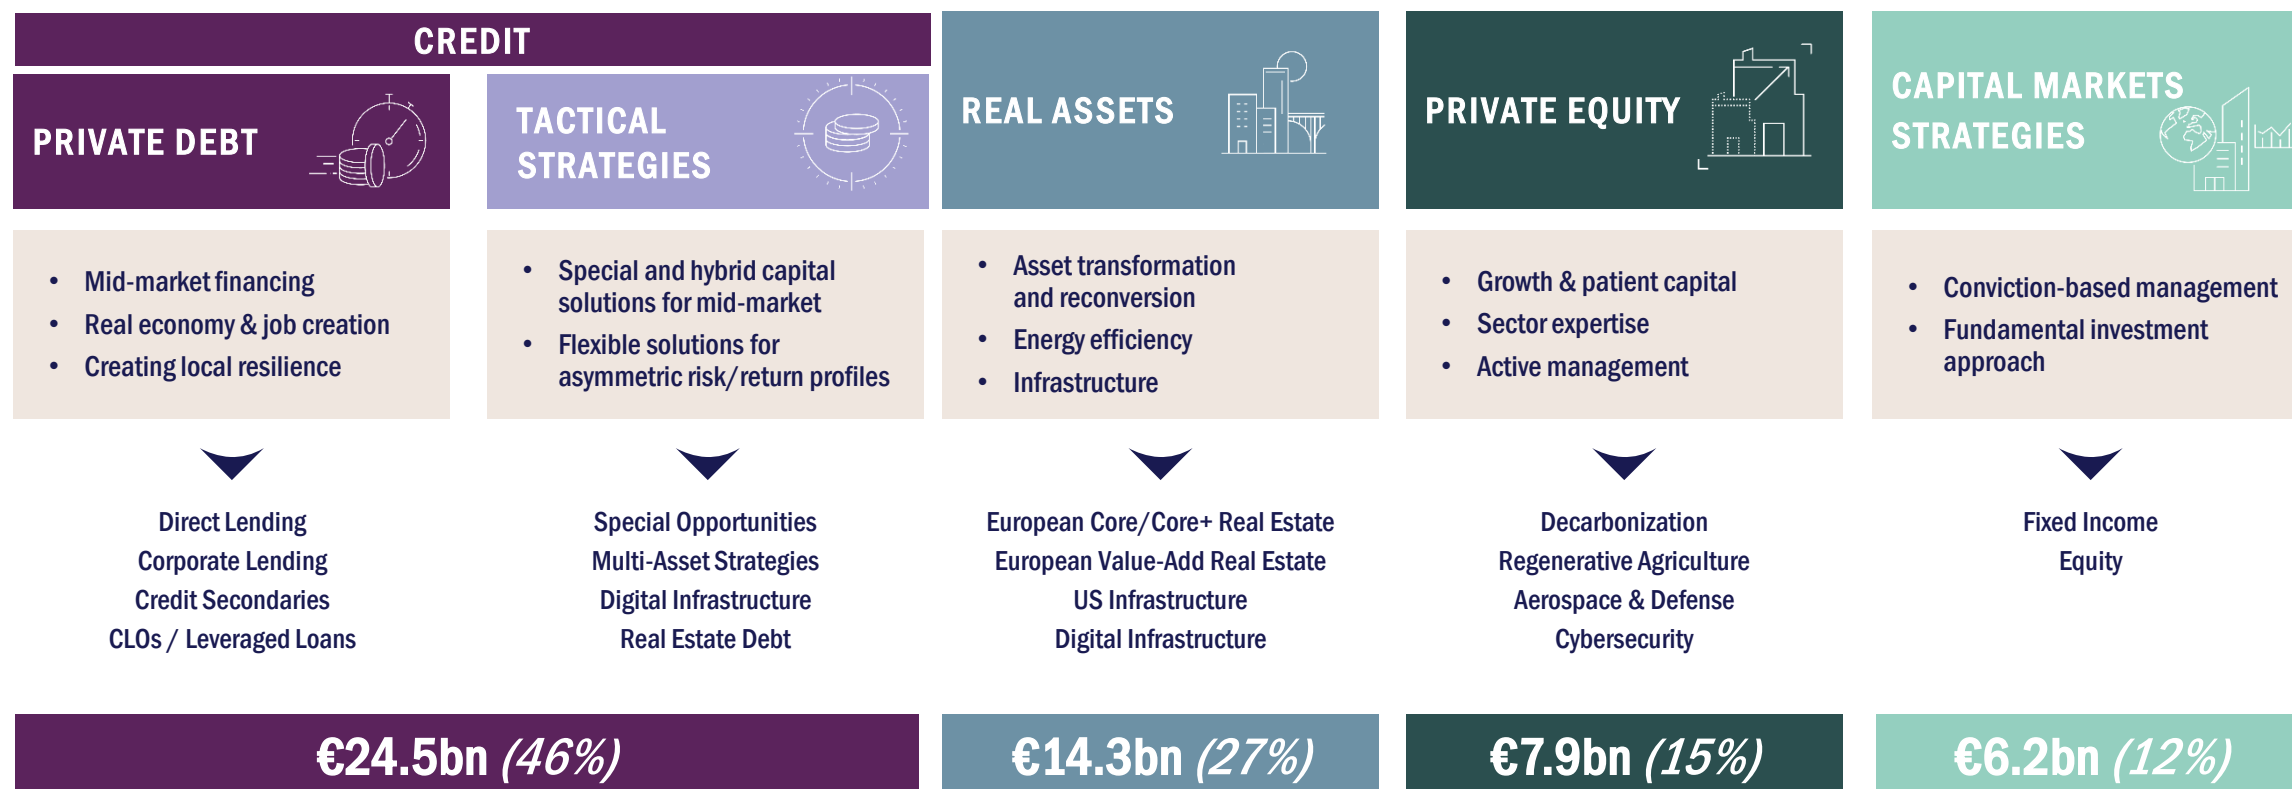 CREDIT
PRIVATE DEBT
• Mid-market financing
• Real economy & job creation
• Creating local resilience
Direct Lending
Corporate Lending
Credit Secondaries
CLOs / Leveraged Loans
TACTICAL
STRATEGIES
• Special and hybrid capital
solutions for mid-market
• Flexible solutions for
asymmetric risk/return profiles
Special Opportunities
Multi-Asset Strategies
Digital Infrastructure
Real Estate Debt
€24.5bn (46%)
REAL ASSETS
• Asset transformation
and reconversion
• Energy efficiency
• Infrastructure
European Core/Core+ Real Estate
European Value-Add Real Estate
US Infrastructure
Digital Infrastructure
€14.3bn (27%)
PRIVATE EQUITY
• Growth & patient capital
• Sector expertise
• Active management
Decarbonization
Regenerative Agriculture
Aerospace & Defense
Cybersecurity
€7.9bn (15%)
CAPITAL MARKETS
STRATEGIES
• Conviction-based management
• Fundamental investment
approach
Fixed Income
Equity
€6.2bn (12%)